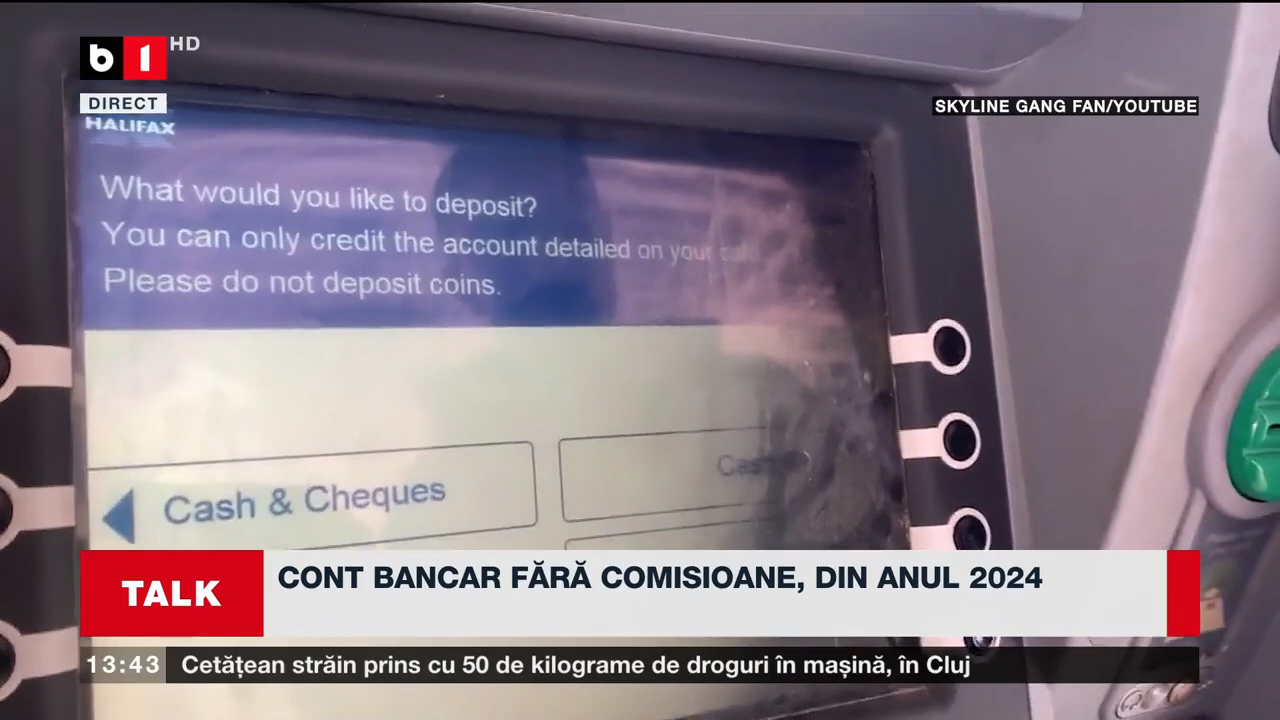 b 1 HD
DIRECT
SKYLINE GANG FAN/YOUTUBE
HALIFAX
What would you like to deposit?
You can only credit the account detailed on your
Please do not deposit coins.
Cash & Cheques
TALK
CONT BANCAR FĂRĂ COMISIOANE, DIN ANUL 2024
13:43 Cetățean străin prins cu 50 de kilograme de droguri în mașină, în Cluj